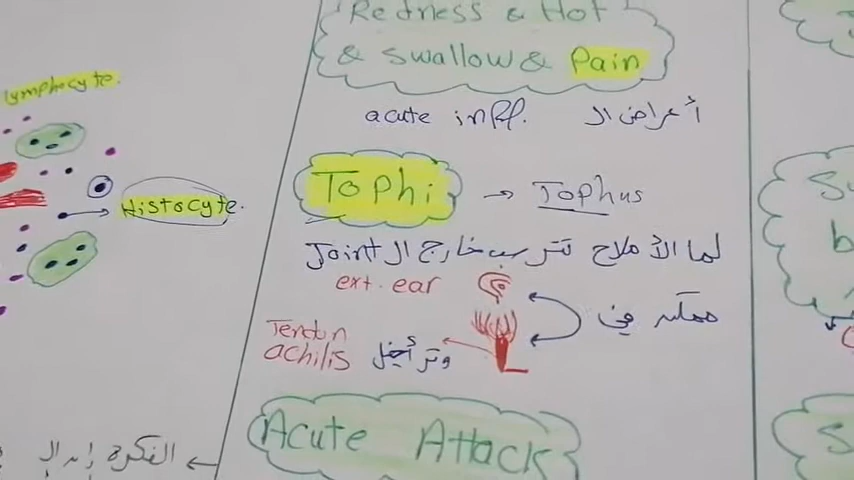 Redness & Hot
& swallow & Pain
acute inff. أعراض ال
Tophi → Tophus
لما الأملاح تترسب خارج ال Joint
ext. ear
ممكن في
Tendon achilis
وتر أخيل
Acute Attack
lymphocyte.
Histocyte.
الفكرة إن ال